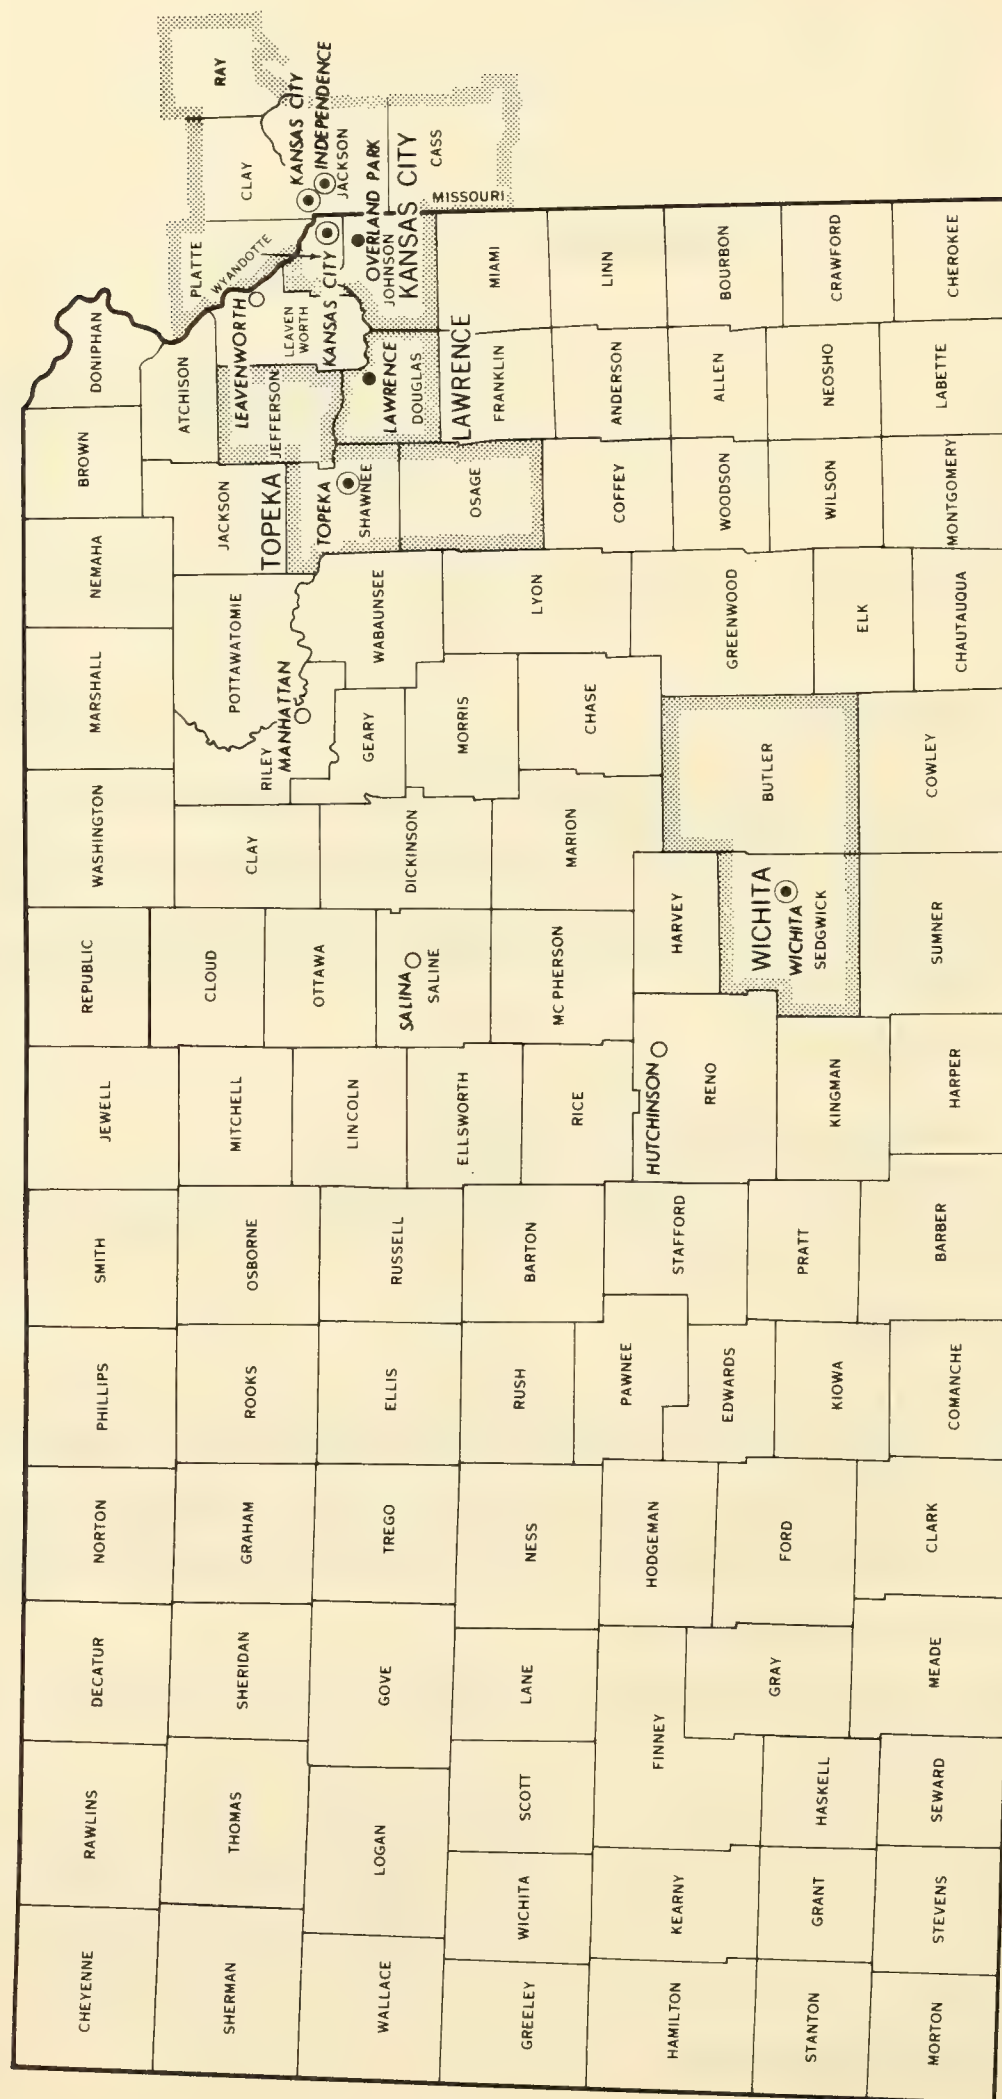 CHEYENNE
RAWLINS
DECATUR
NORTON
PHILLIPS
SMITH
JEWELL
REPUBLIC
WASHINGTON
MARSHALL
NEMAHA
BROWN
DONIPHAN
SHERMAN
THOMAS
SHERIDAN
GRAHAM
ROOKS
OSBORNE
MITCHELL
CLOUD
CLAY
RILEY
MANHATTAN
POTTAWATOMIE
JACKSON
ATCHISON
PLATTE
CLAY
RAY
WYANDOTTE
LEAVENWORTH
JEFFERSON
LEAVEN
WORTH
TOPEKA
TOPEKA
SHAWNEE
KANSAS CITY
KANSAS CITY
INDEPENDENCE
JACKSON
OVERLAND PARK
JOHNSON
KANSAS CITY
CASS
MISSOURI
LAWRENCE
DOUGLAS
LAWRENCE
WALLACE
LOGAN
GOVE
TREGO
ELLIS
RUSSELL
LINCOLN
OTTAWA
SALINA
SALINE
DICKINSON
GEARY
WABAUNSEE
OSAGE
FRANKLIN
MIAMI
GREELEY
WICHITA
SCOTT
LANE
NESS
RUSH
BARTON
ELLSWORTH
RICE
MC PHERSON
MARION
MORRIS
CHASE
LYON
COFFEY
ANDERSON
LINN
HAMILTON
KEARNY
FINNEY
HODGEMAN
PAWNEE
STAFFORD
HUTCHINSON
RENO
HARVEY
BUTLER
GREENWOOD
WOODSON
ALLEN
BOURBON
STANTON
GRANT
HASKELL
GRAY
FORD
EDWARDS
KIOWA
PRATT
KINGMAN
WICHITA
WICHITA
SEDGWICK
ELK
WILSON
NEOSHO
CRAWFORD
MORTON
STEVENS
SEWARD
MEADE
CLARK
COMANCHE
BARBER
HARPER
SUMNER
COWLEY
CHAUTAUQUA
MONTGOMERY
LABETTE
CHEROKEE